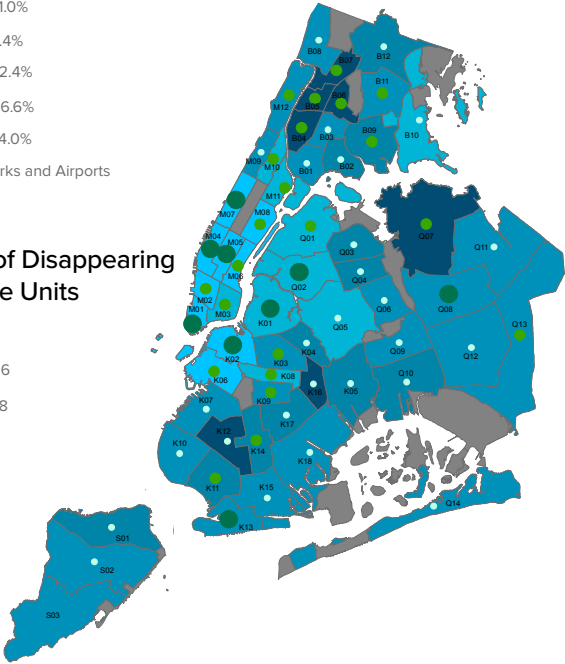 1.0%
.4%
2.4%
6.6%
4.0%
rks and Airports
of Disappearing
e Units
6
8
B08
B07
B12
B11
B06
B05
M12
B04
B03
B09
B10
M09
M10
B01
B02
M11
M07
M08
M04
M05
Q01
Q07
Q11
Q03
M06
Q04
Q02
M02
M03
M01
K01
Q06
Q08
Q05
Q13
K02
K03
K04
Q09
Q12
K06
K08
K16
K05
Q10
K07
K09
K17
K12
K10
K14
K18
K11
K15
Q14
K13
S01
S02
S03